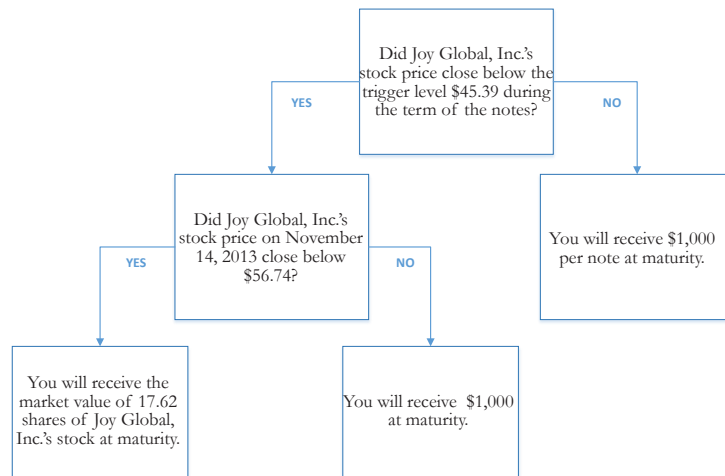 Did Joy Global, Inc.'s
stock price close below the
trigger level $45.39 during
the term of the notes?
YES
NO
Did Joy Global, Inc.'s
stock price on November
14, 2013 close below
$56.74?
You will receive $1,000
per note at maturity.
YES
NO
You will receive the
market value of 17.62
shares of Joy Global,
Inc.'s stock at maturity.
You will receive $1,000
at maturity.